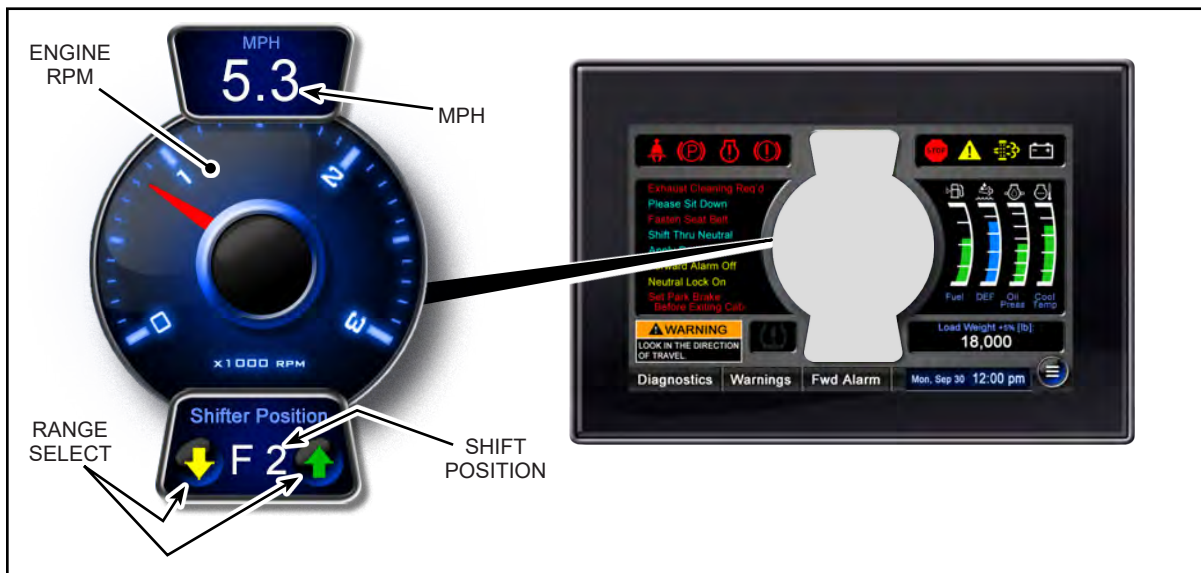 ENGINE
RPM
MPH
5.3
MPH
1
2
0
3
x1000 RPM
Shifter Position
F 2
RANGE
SELECT
SHIFT
POSITION
STOP
Exhaust Cleaning Req'd
Please Sit Down
Fasten Seat Belt
Shift Thru Neutral
Forward Alarm Off
Neutral Lock On
Set Park Brake
Before Exiting Cab
Fuel
DEF
Oil
Press
Cool
Temp
WARNING
LOOK IN THE DIRECTION
OF TRAVEL.
Load Weight +5% [lb]:
18,000
Diagnostics
Warnings
Fwd Alarm
Mon, Sep 30 12:00 pm